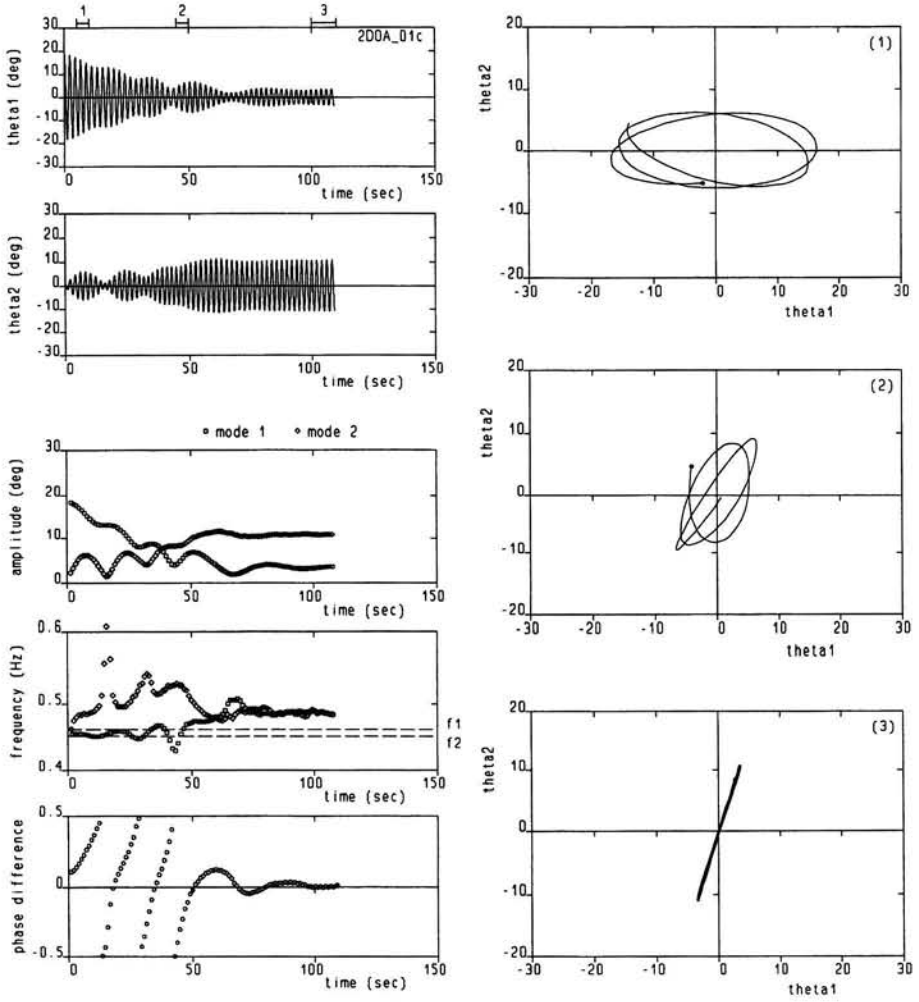 1 2 3
2D0A_01c
30
20
10
0
-10
-20
-30
theta1 (deg)
0 50 100 150
time (sec)
30
20
10
0
-10
-20
-30
theta2 (deg)
0 50 100 150
time (sec)
mode 1 mode 2
30
20
10
0
amplitude (deg)
0 50 100 150
time (sec)
0.6
0.5
0.4
frequency (Hz)
f1
f2
0 50 100 150
time (sec)
0.5
0
-0.5
phase difference
0 50 100 150
time (sec)
(1)
20
10
0
-10
-20
theta2
-30 -20 -10 0 10 20 30
theta1
(2)
20
10
0
-10
-20
theta2
-30 -20 -10 0 10 20 30
theta1
(3)
20
10
0
-10
-20
theta2
-30 -20 -10 0 10 20 30
theta1